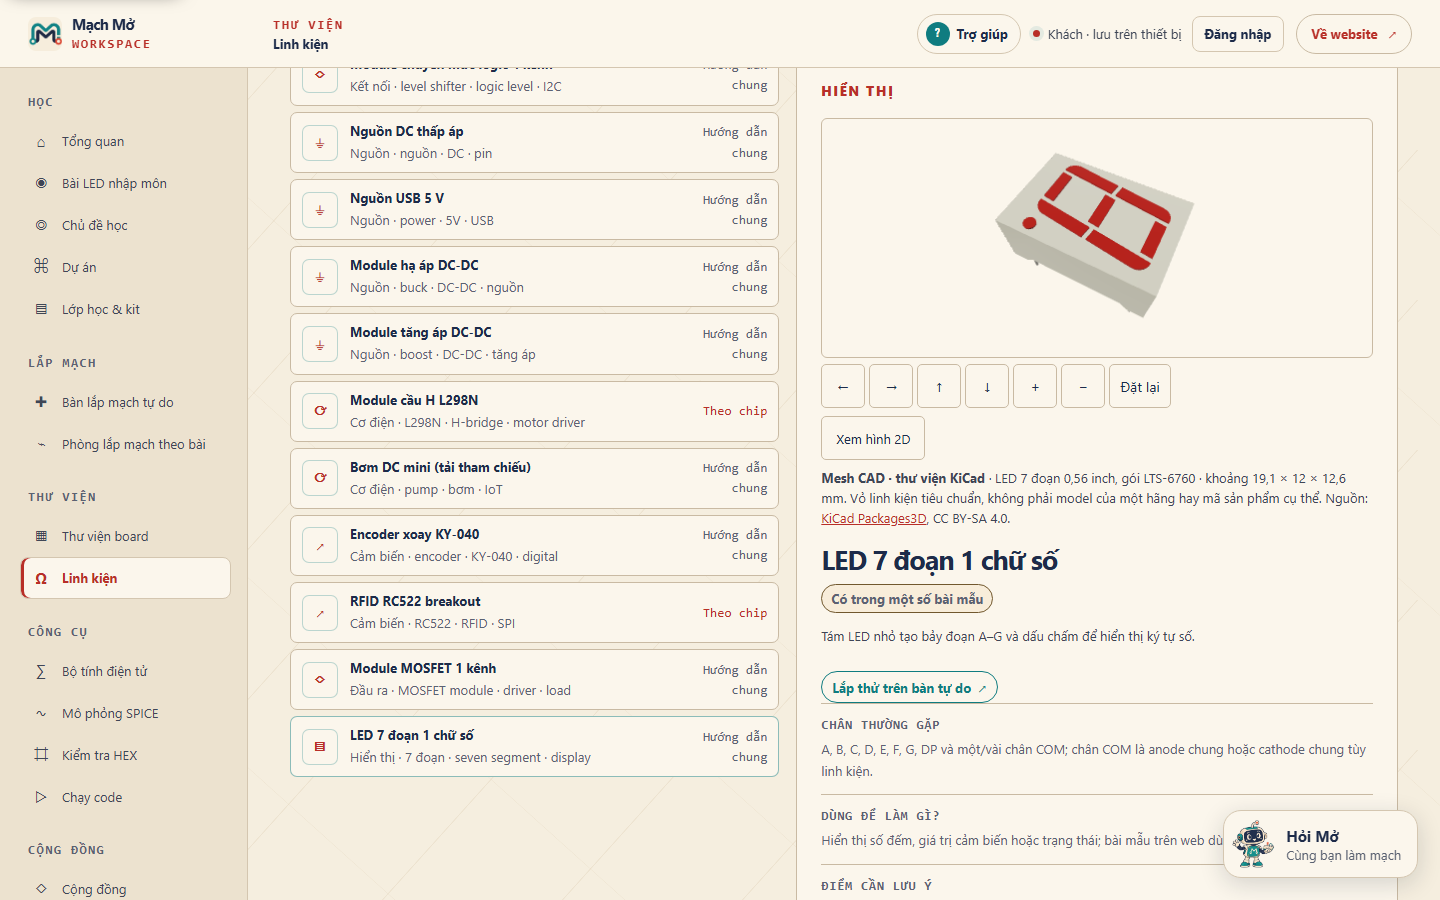 Mạch Mở
WORKSPACE
THƯ VIỆN
Linh kiện
? Trợ giúp
Khách · lưu trên thiết bị
Đăng nhập
Về website ↗
HỌC
Tổng quan
Bài LED nhập môn
Chủ đề học
Dự án
Lớp học & kit
LẮP MẠCH
Bàn lắp mạch tự do
Phòng lắp mạch theo bài
THƯ VIỆN
Thư viện board
Linh kiện
CÔNG CỤ
Bộ tính điện tử
Mô phỏng SPICE
Kiểm tra HEX
Chạy code
CỘNG ĐỒNG
Cộng đồng
Kết nối · level shifter · logic level · I2C
Nguồn DC thấp áp
Nguồn · nguồn · DC · pin
Hướng dẫn chung
Nguồn USB 5 V
Nguồn · power · 5V · USB
Hướng dẫn chung
Module hạ áp DC-DC
Nguồn · buck · DC-DC · nguồn
Hướng dẫn chung
Module tăng áp DC-DC
Nguồn · boost · DC-DC · tăng áp
Hướng dẫn chung
Module cầu H L298N
Cơ điện · L298N · H-bridge · motor driver
Theo chip
Bơm DC mini (tải tham chiếu)
Cơ điện · pump · bơm · IoT
Hướng dẫn chung
Encoder xoay KY-040
Cảm biến · encoder · KY-040 · digital
Hướng dẫn chung
RFID RC522 breakout
Cảm biến · RC522 · RFID · SPI
Theo chip
Module MOSFET 1 kênh
Đầu ra · MOSFET module · driver · load
Hướng dẫn chung
LED 7 đoạn 1 chữ số
Hiển thị · 7 đoạn · seven segment · display
Hướng dẫn chung
HIỂN THỊ
← → ↑ ↓ + − Đặt lại
Xem hình 2D
Mesh CAD · thư viện KiCad · LED 7 đoạn 0,56 inch, gói LTS-6760 · khoảng 19,1 × 12 × 12,6
mm. Vỏ linh kiện tiêu chuẩn, không phải model của một hãng hay mã sản phẩm cụ thể. Nguồn:
KiCad Packages3D, CC BY-SA 4.0.
LED 7 đoạn 1 chữ số
Có trong một số bài mẫu
Tám LED nhỏ tạo bảy đoạn A–G và dấu chấm để hiển thị ký tự số.
Lắp thử trên bàn tự do ↗
CHÂN THƯỜNG GẶP
A, B, C, D, E, F, G, DP và một/vài chân COM; chân COM là anode chung hoặc cathode chung tùy
linh kiện.
DÙNG ĐỂ LÀM GÌ?
Hiển thị số đếm, giá trị cảm biến hoặc trạng thái; bài mẫu trên web dù
ĐIỂM CẦN LƯU Ý
Hỏi Mở
Cùng bạn làm mạch